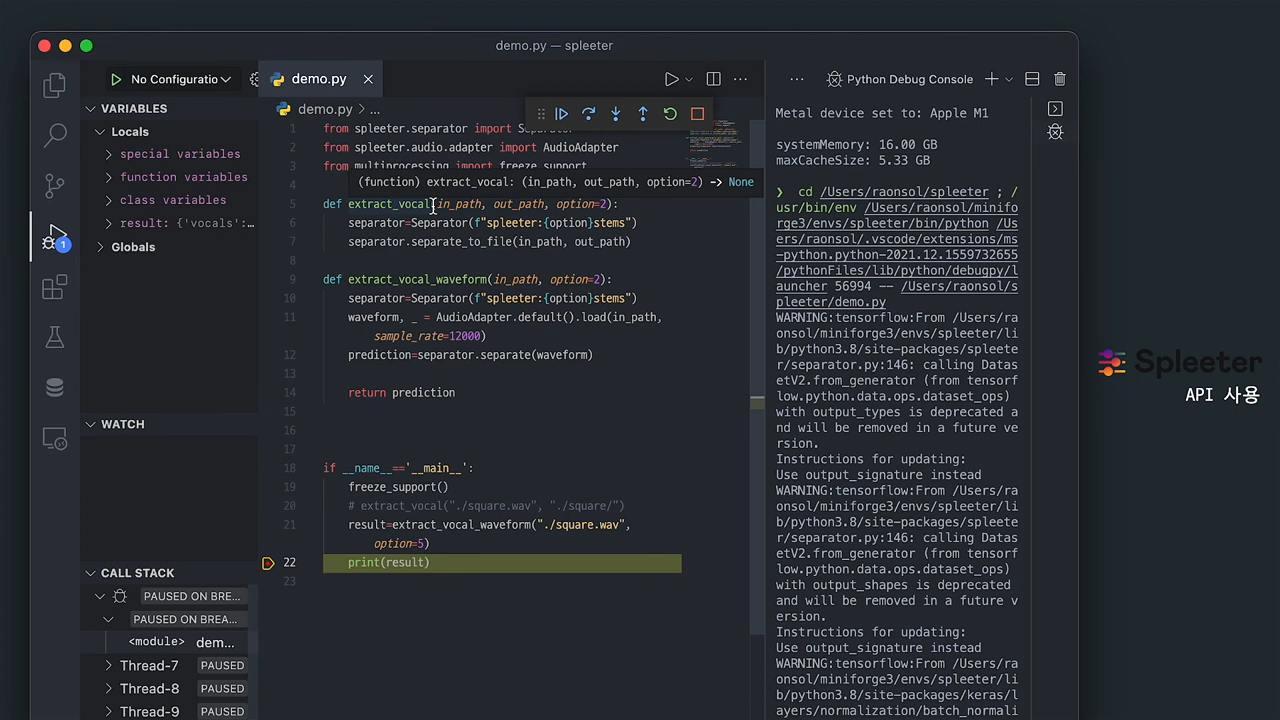 demo.py — spleeter
No Configuratio
demo.py
Python Debug Console
VARIABLES
Locals
special variables
function variables
class variables
result: {'vocals':…
Globals
WATCH
CALL STACK
PAUSED ON BRE…
PAUSED ON BREA…
<module> dem…
Thread-7 PAUSED
Thread-8 PAUSED
Thread-9 PAUSED
1
demo.py > ...
1 from spleeter.separator import Separator
2 from spleeter.audio.adapter import AudioAdapter
3 from multiprocessing import freeze_support
4
(function) extract_vocal: (in_path, out_path, option=2) -> None
5 def extract_vocal(in_path, out_path, option=2):
6 separator=Separator(f"spleeter:{option}stems")
7 separator.separate_to_file(in_path, out_path)
8
9 def extract_vocal_waveform(in_path, option=2):
10 separator=Separator(f"spleeter:{option}stems")
11 waveform, _ = AudioAdapter.default().load(in_path,
sample_rate=12000)
12 prediction=separator.separate(waveform)
13
14 return prediction
15
16
17
18 if __name__=='__main__':
19 freeze_support()
20 # extract_vocal("./square.wav", "./square/")
21 result=extract_vocal_waveform("./square.wav",
option=5)
22 print(result)
23
Metal device set to: Apple M1
systemMemory: 16.00 GB
maxCacheSize: 5.33 GB
❯ cd /Users/raonsol/spleeter ; /
usr/bin/env /Users/raonsol/minifo
rge3/envs/spleeter/bin/python /Us
ers/raonsol/.vscode/extensions/ms
-python.python-2021.12.1559732655
/pythonFiles/lib/python/debugpy/l
auncher 56994 -- /Users/raonsol/s
pleeter/demo.py
WARNING:tensorflow:From /Users/ra
onsol/miniforge3/envs/spleeter/li
b/python3.8/site-packages/spleete
r/separator.py:146: calling Datas
etV2.from_generator (from tensorf
low.python.data.ops.dataset_ops)
with output_types is deprecated a
nd will be removed in a future ve
rsion.
Instructions for updating:
Use output_signature instead
WARNING:tensorflow:From /Users/ra
onsol/miniforge3/envs/spleeter/li
b/python3.8/site-packages/spleete
r/separator.py:146: calling Datas
etV2.from_generator (from tensorf
low.python.data.ops.dataset_ops)
with output_shapes is deprecated
and will be removed in a future v
ersion.
Instructions for updating:
Use output_signature instead
WARNING:tensorflow:From /Users/ra
onsol/miniforge3/envs/spleeter/li
b/python3.8/site-packages/keras/l
ayers/normalization/batch_normali
Spleeter
API 사용